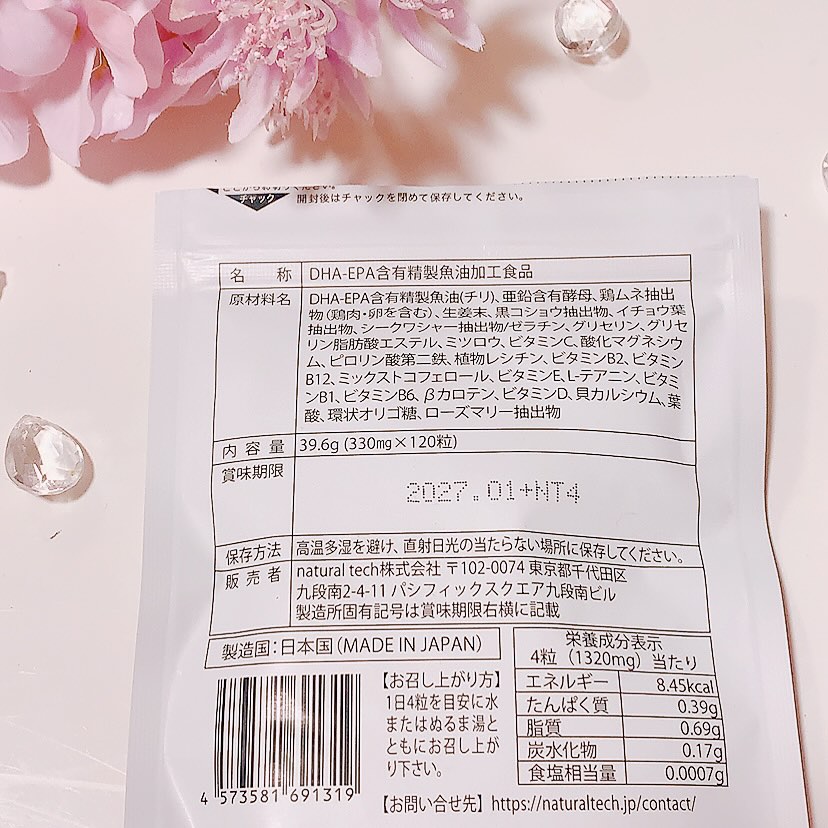 チャック
開封後はチャックを閉めて保存してください。
名 称 DHA-EPA含有精製魚油加工食品
原材料名 DHA-EPA含有精製魚油(チリ)、亜鉛含有酵母、鶏ムネ抽出
物(鶏肉・卵を含む)、生姜末、黒コショウ抽出物、イチョウ葉
抽出物、シークワシャー抽出物/ゼラチン、グリセリン、グリセ
リン脂肪酸エステル、ミツロウ、ビタミンC、酸化マグネシウ
ム、ピロリン酸第二鉄、植物レシチン、ビタミンB2、ビタミン
B12、ミックストコフェロール、ビタミンE、L-テアニン、ビタミ
ンB1、ビタミンB6、βカロテン、ビタミンD、貝カルシウム、葉
酸、環状オリゴ糖、ローズマリー抽出物
内容量 39.6g (330mg×120粒)
賞味期限 2027.01+NT4
保存方法 高温多湿を避け、直射日光の当たらない場所に保存してください。
販売者 natural tech株式会社 〒102-0074 東京都千代田区
九段南2-4-11 パシフィックスクエア九段南ビル
製造所固有記号は賞味期限右横に記載
製造国:日本国(MADE IN JAPAN)
4 573581 691319
【お召し上がり方】
1日4粒を目安に水
またはぬるま湯と
ともにお召し上が
り下さい。
栄養成分表示
4粒(1320mg)当たり
エネルギー 8.45kcal
たんぱく質 0.39g
脂質 0.69g
炭水化物 0.17g
食塩相当量 0.0007g
【お問い合せ先】https://naturaltech.jp/contact/